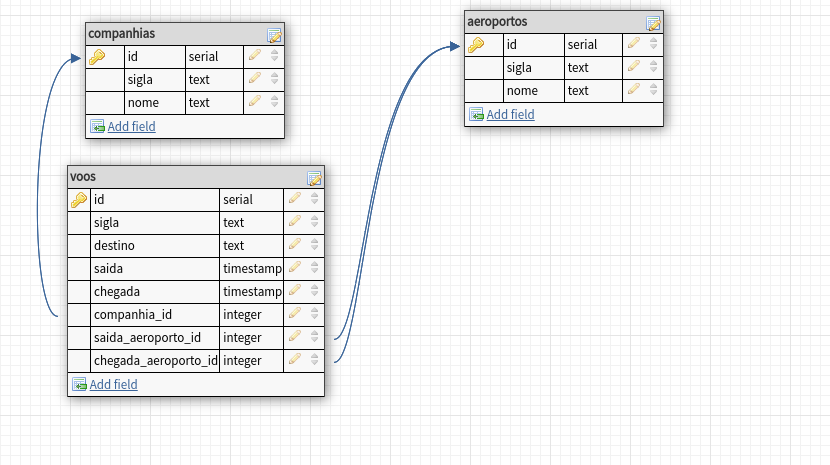 companhias
id serial
sigla text
nome text
Add field
aeroportos
id serial
sigla text
nome text
Add field
voos
id serial
sigla text
destino text
saida timestamp
chegada timestamp
companhia_id integer
saida_aeroporto_id integer
chegada_aeroporto_id integer
Add field